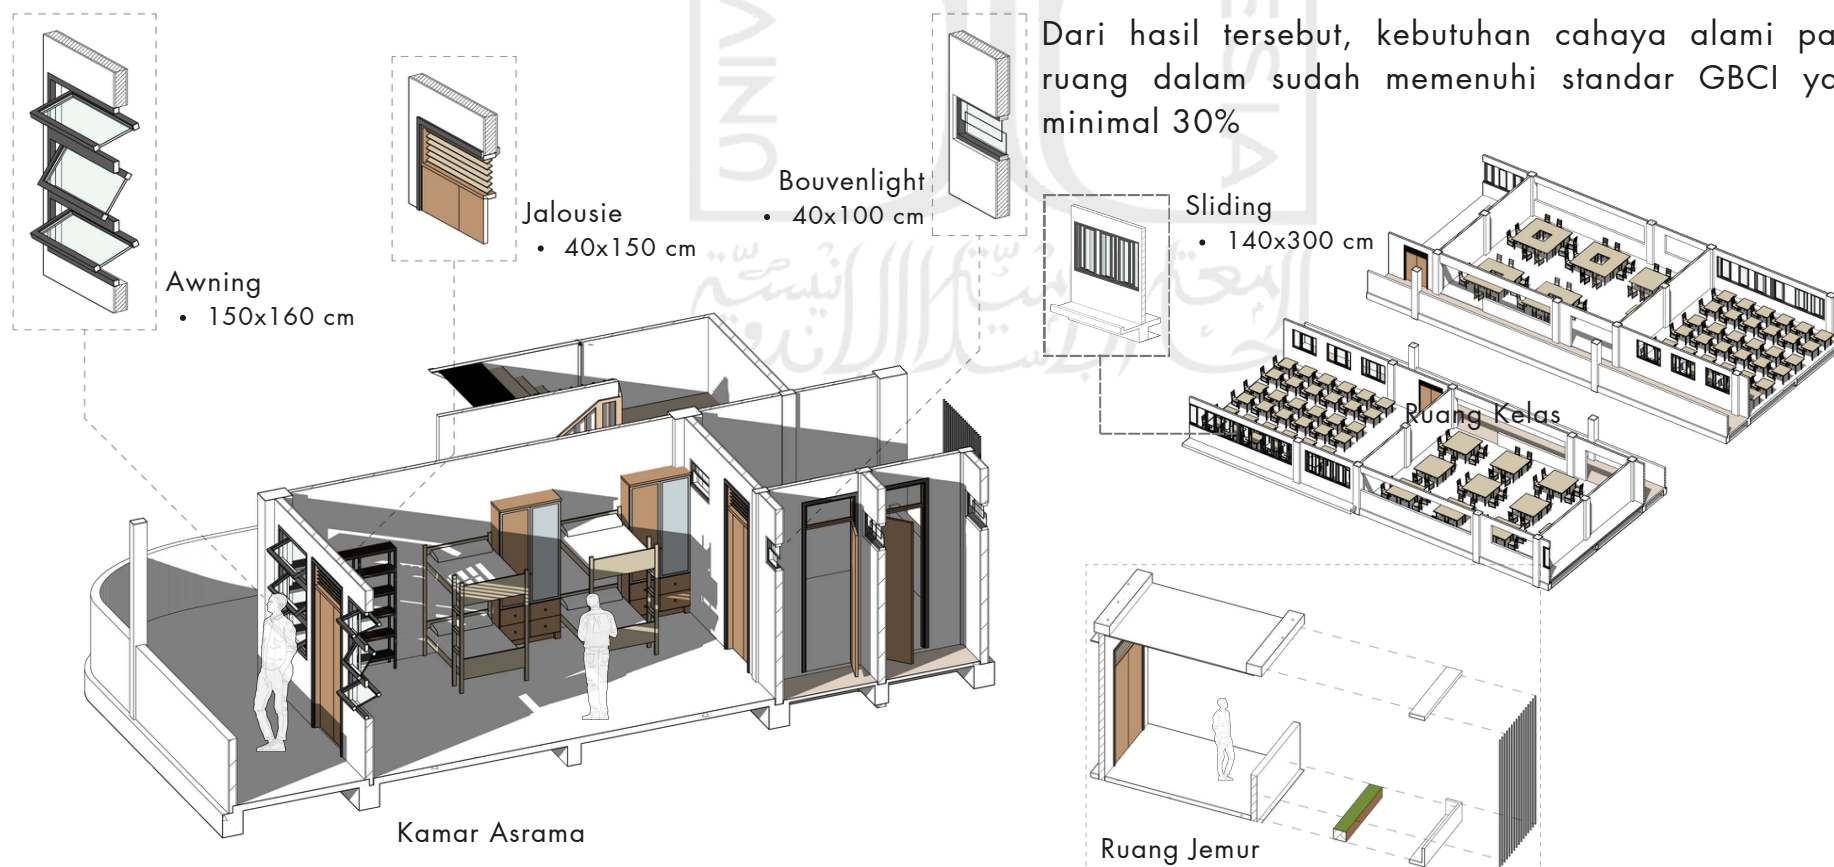 Dari hasil tersebut, kebutuhan cahaya alami pa
ruang dalam sudah memenuhi standar GBCI ya
minimal 30%
Bouvenlight
• 40x100 cm
Jalousie
• 40x150 cm
Sliding
• 140x300 cm
Awning
• 150x160 cm
Ruang Kelas
Kamar Asrama
Ruang Jemur